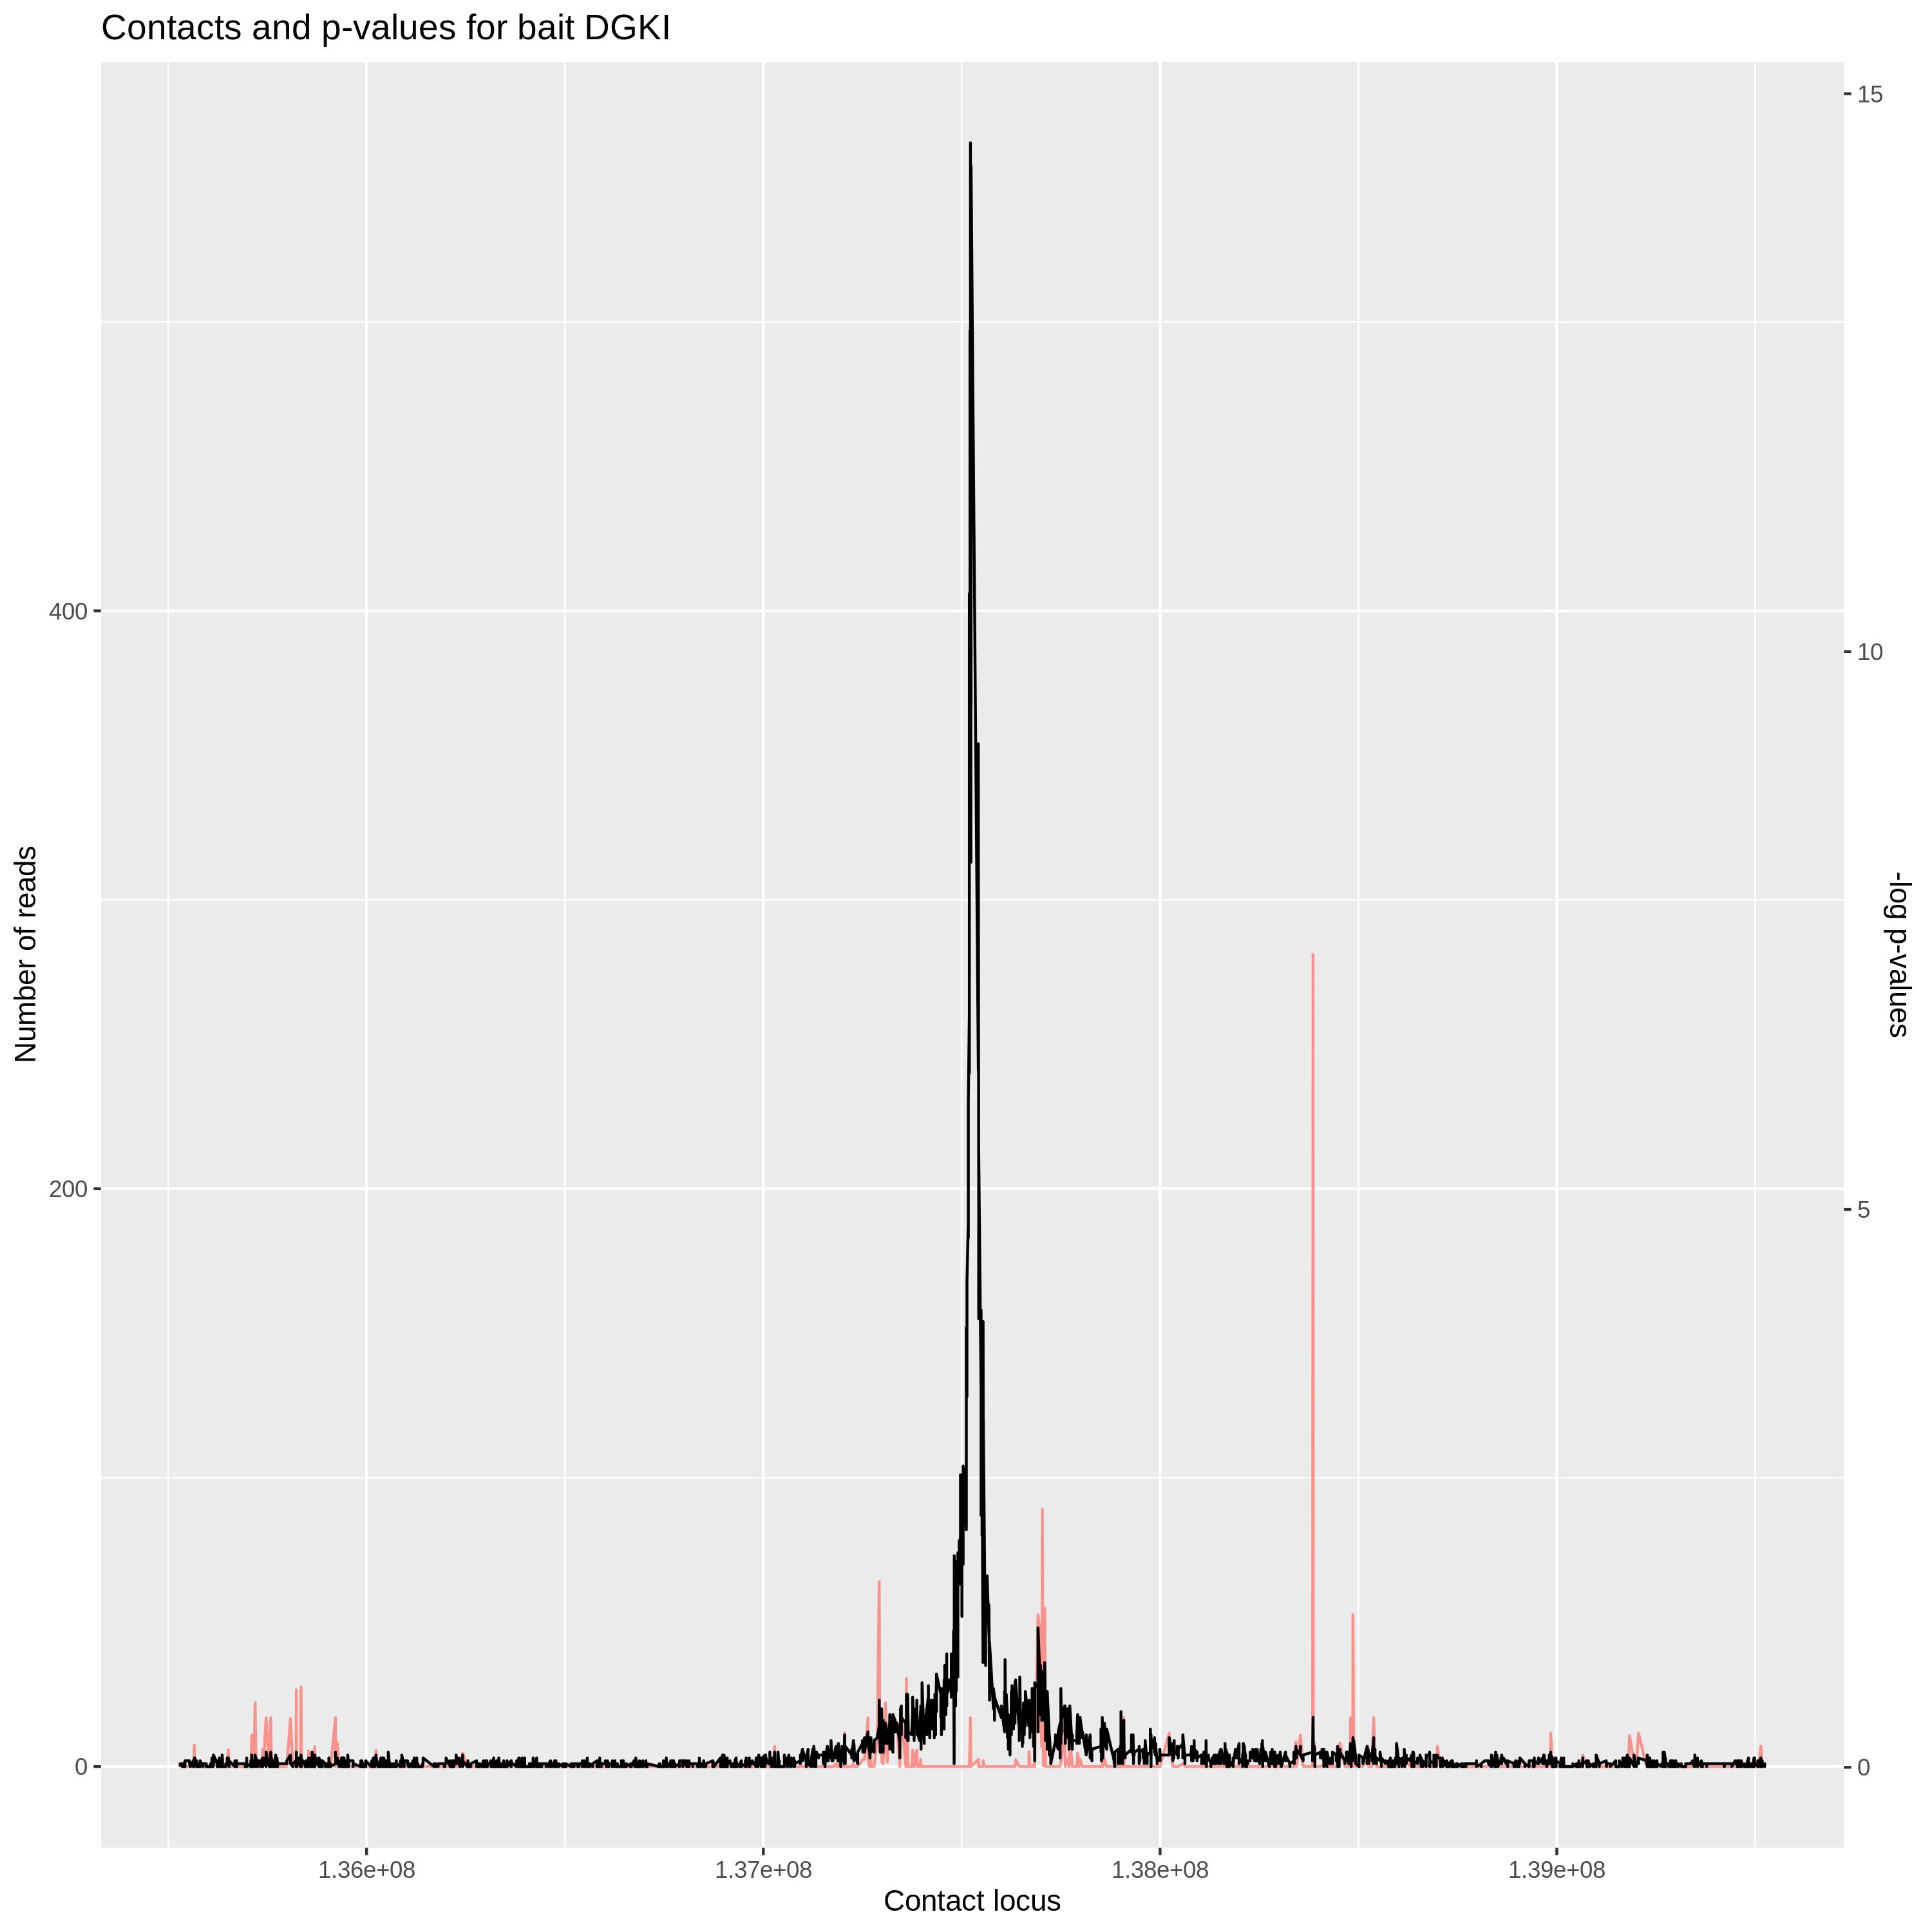 Contacts and p-values for bait DGKI
15
400
10
Number of reads
-log p-values
200
5
0
0
1.36e+08
1.37e+08
1.38e+08
1.39e+08
Contact locus